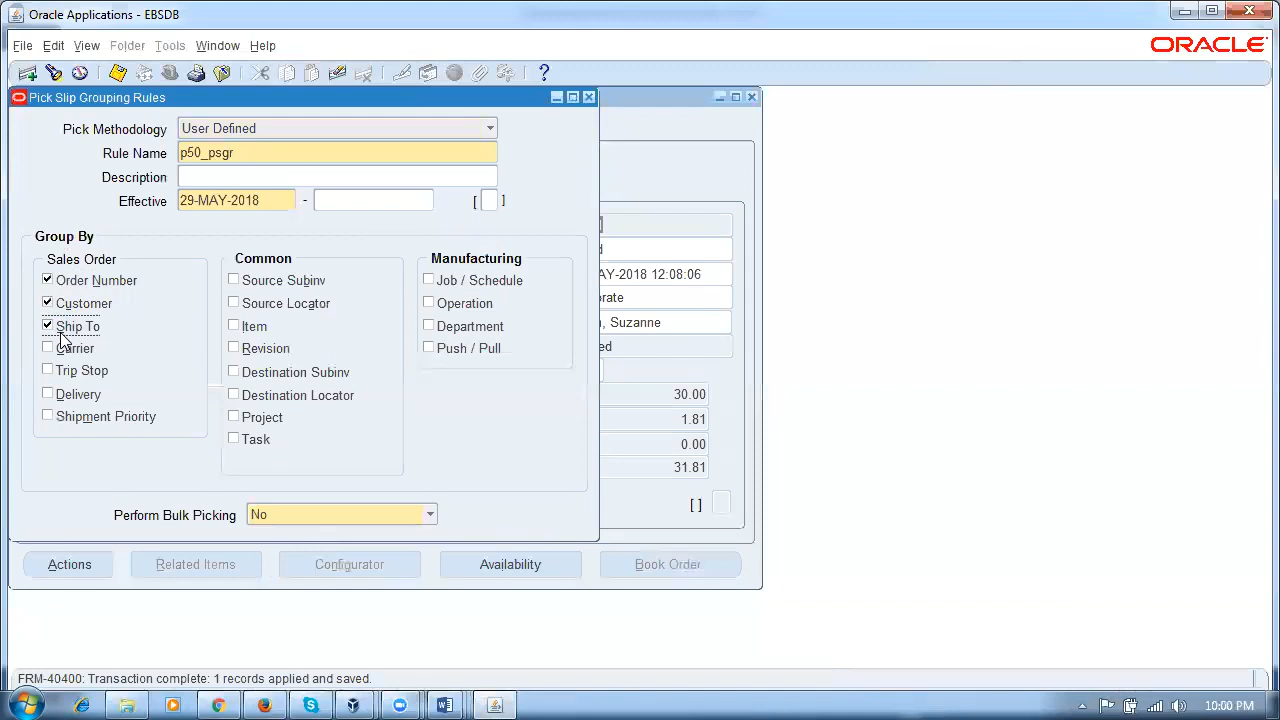 Oracle Applications - EBSDB
File Edit View Folder Tools Window Help
ORACLE
Pick Slip Grouping Rules
Pick Methodology User Defined
Rule Name p50_psgr
Description
Effective 29-MAY-2018 - [ ]
Group By
Sales Order
Order Number
Customer
Ship To
Carrier
Trip Stop
Delivery
Shipment Priority
Common
Source Subinv
Source Locator
Item
Revision
Destination Subinv
Destination Locator
Project
Task
Manufacturing
Job / Schedule
Operation
Department
Push / Pull
Perform Bulk Picking No
AY-2018 12:08:06
orate
, Suzanne
ed
30.00
1.81
0.00
31.81
[ ]
Actions Related Items Configurator Availability Book Order
FRM-40400: Transaction complete: 1 records applied and saved.
10:00 PM